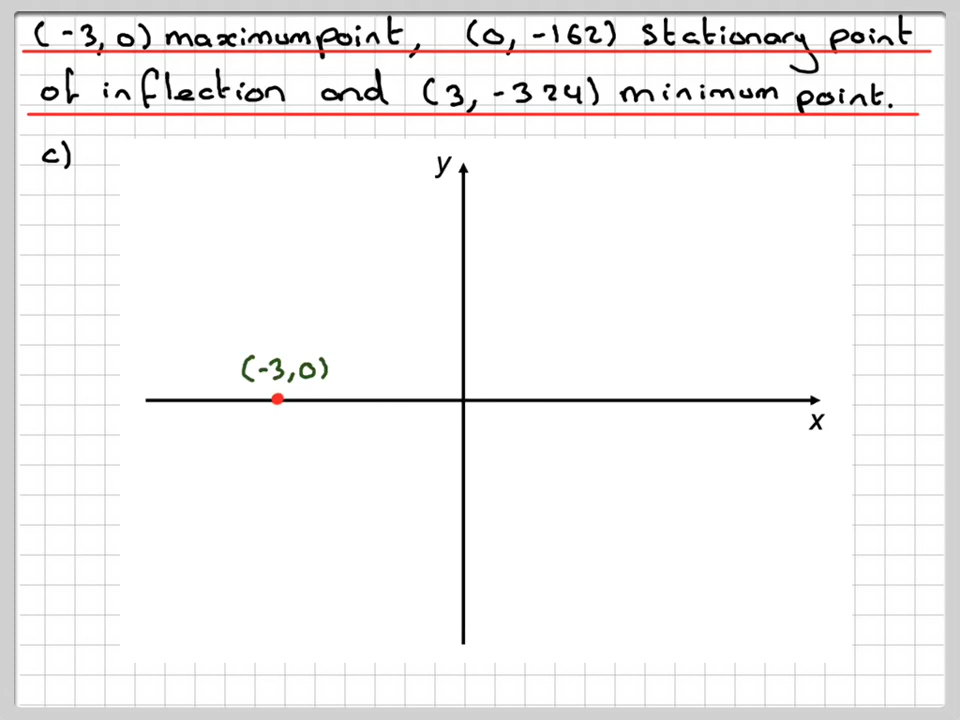 (-3, 0) maximum point, (0, -162) stationary point
of inflection and (3, -324) minimum point.
c)
y
(-3,0)
x